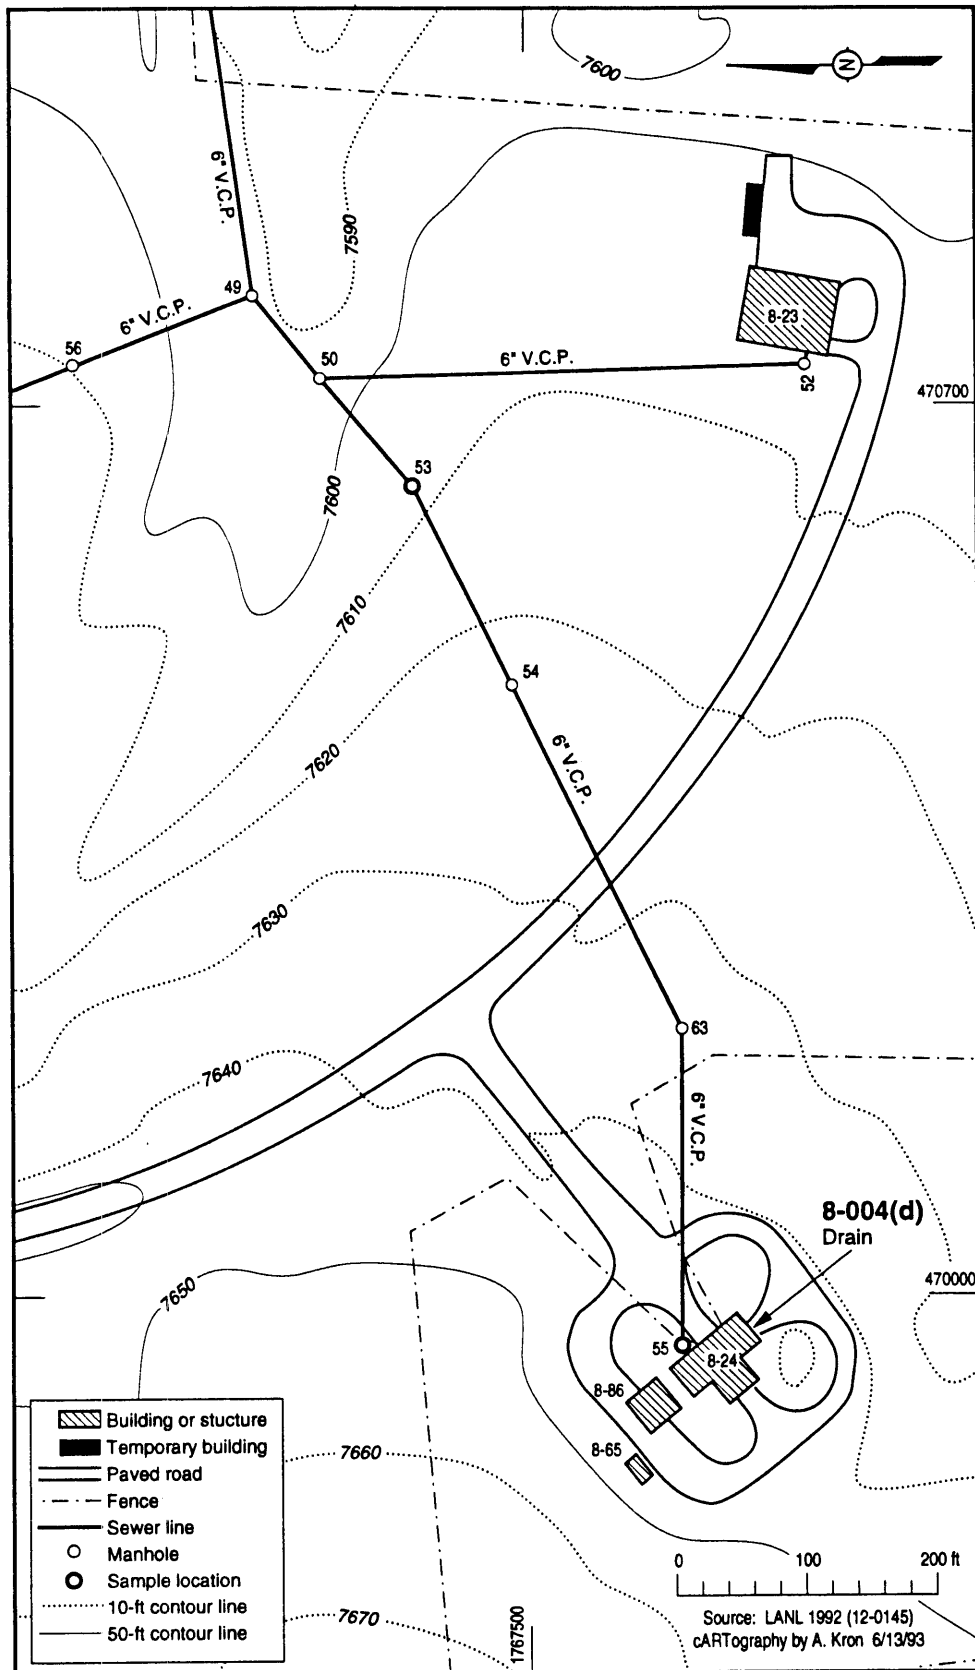 7600
N
6" V.C.P.
7590
49
6" V.C.P.
8-23
56
50
6" V.C.P.
52
470700
53
7600
7610
54
7620
6" V.C.P.
7630
63
7640
6" V.C.P.
8-004(d)
Drain
7650
470000
55
8-24
8-86
8-65
7660
7670
1767500
Building or stucture
Temporary building
Paved road
Fence
Sewer line
Manhole
Sample location
10-ft contour line
50-ft contour line
0 100 200 ft
Source: LANL 1992 (12-0145)
cARTography by A. Kron 6/13/93